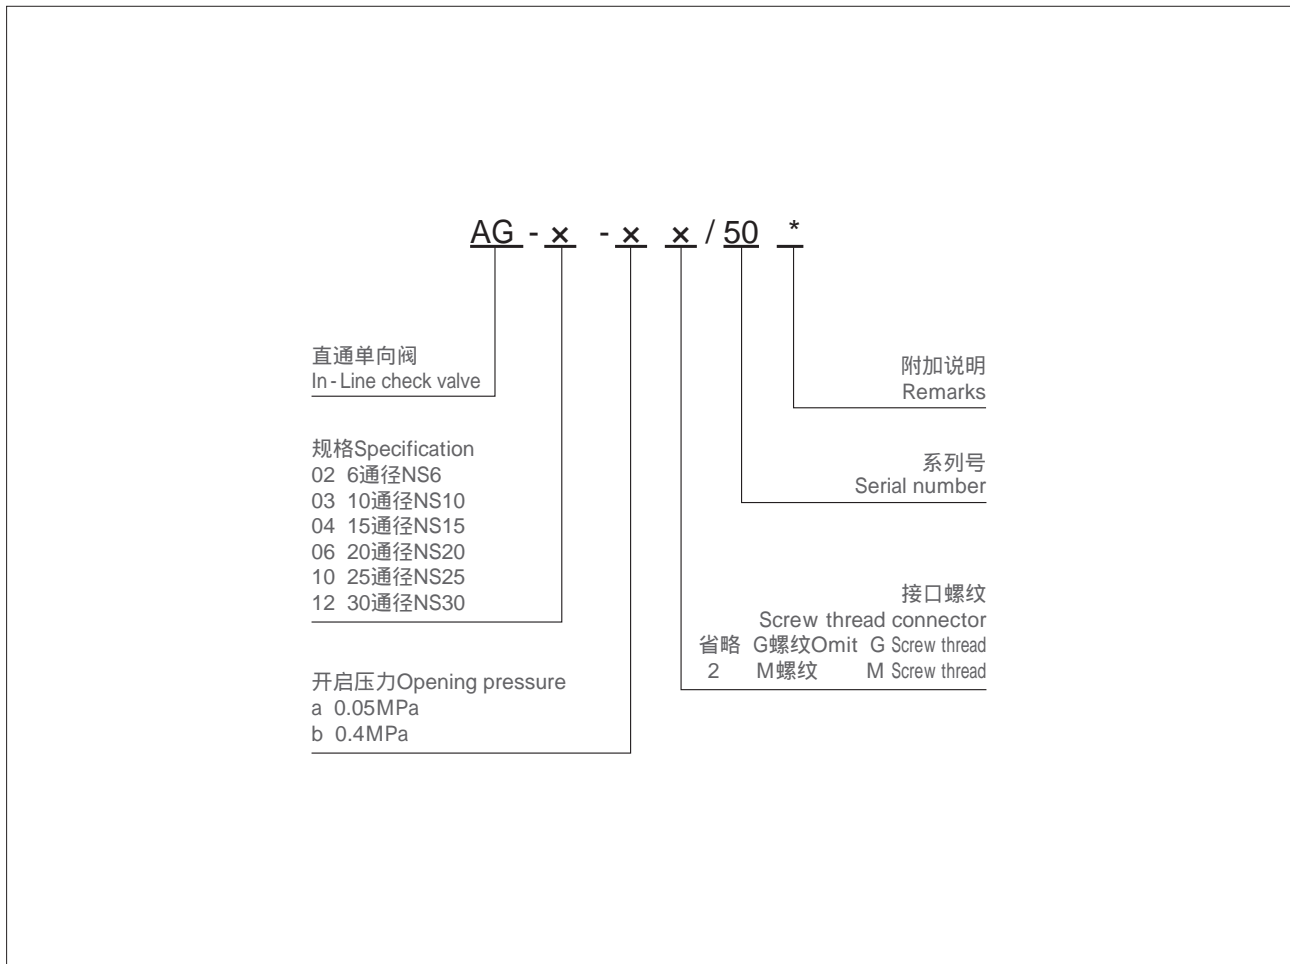 AG - × - × × / 50 *
直通单向阀
In-Line check valve
规格Specification
02 6通径NS6
03 10通径NS10
04 15通径NS15
06 20通径NS20
10 25通径NS25
12 30通径NS30
开启压力Opening pressure
a 0.05MPa
b 0.4MPa
附加说明
Remarks
系列号
Serial number
接口螺纹
Screw thread connector
省略 G螺纹Omit G Screw thread
2 M螺纹 M Screw thread